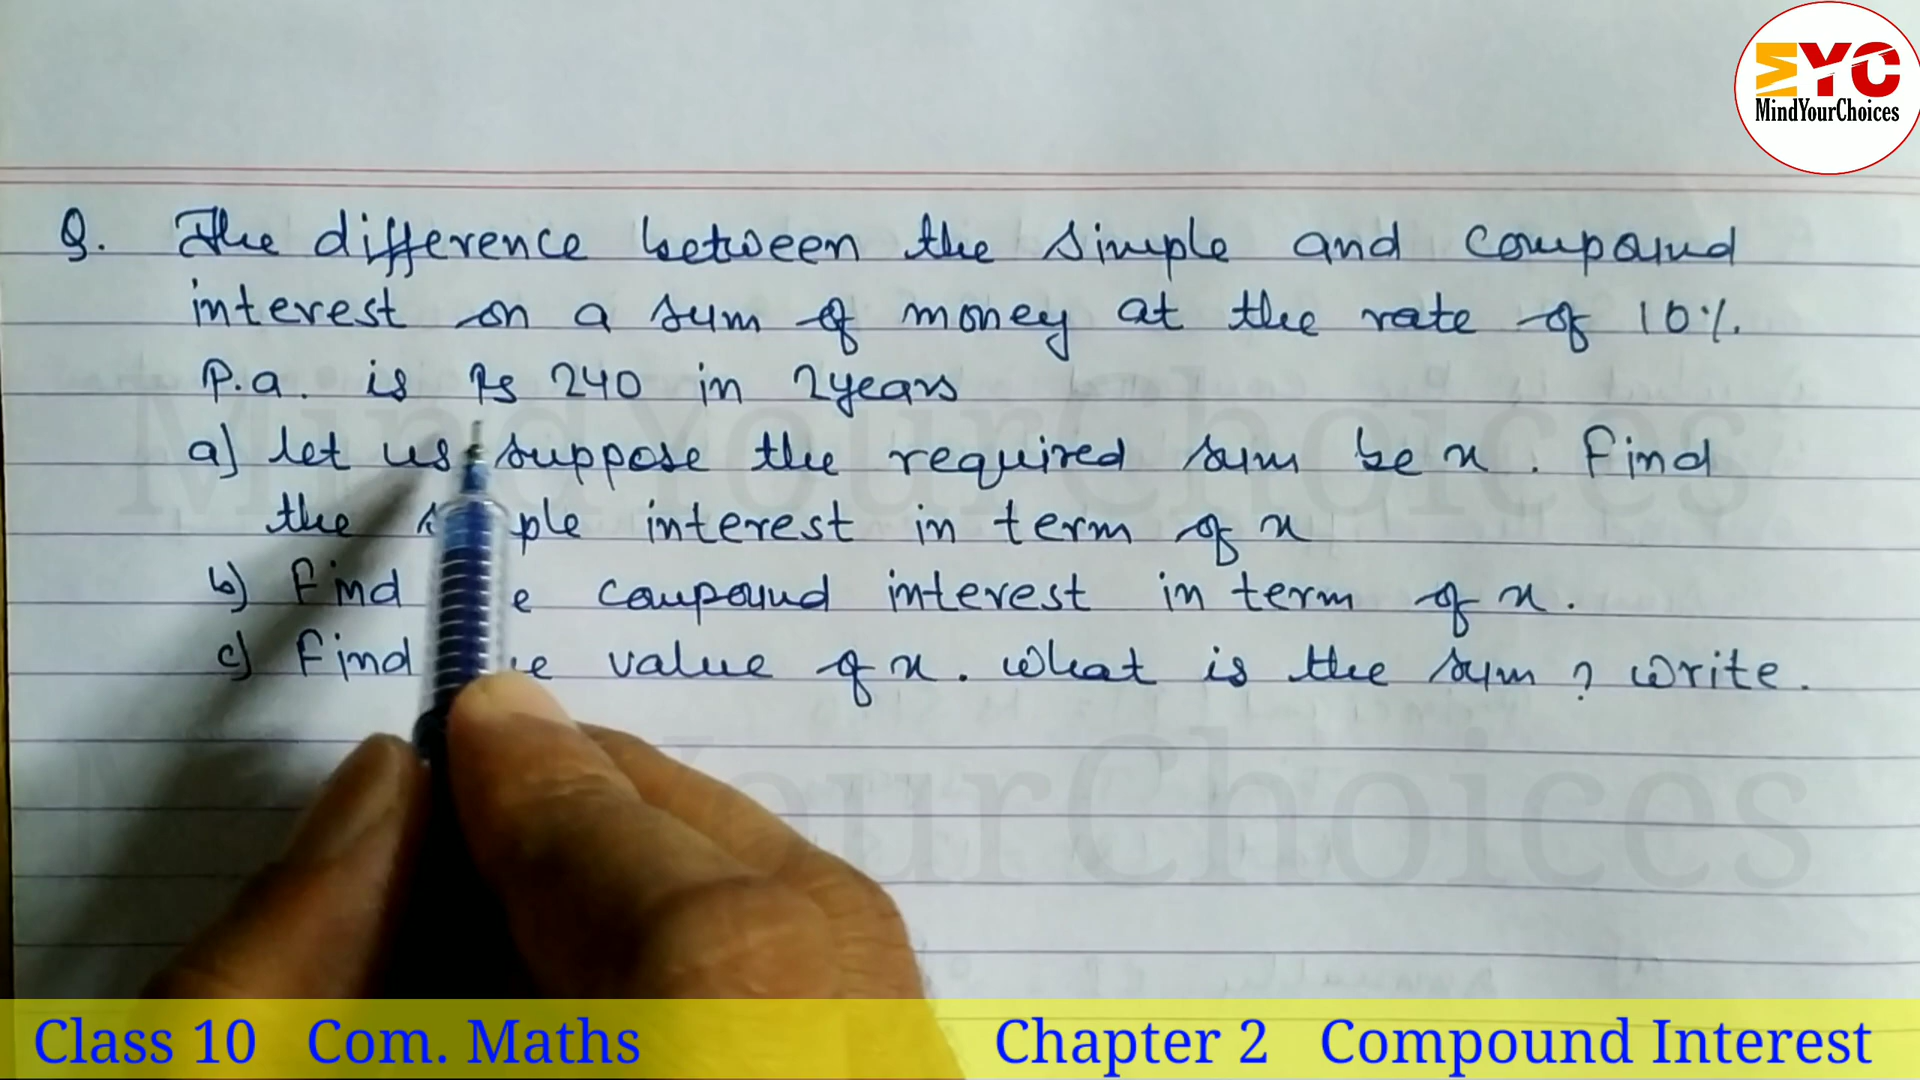 MYC
MindYourChoices
Q. The difference between the simple and compound
interest on a sum of money at the rate of 10%
P.a. is Rs 240 in 2years
a) let us suppose the required sum be x. Find
the interest in term of x
b) Find compound interest in term of x.
c) Find value of x. What is the sum? Write.
MindYourChoices
YourChoices
Class 10 Com. Maths Chapter 2 Compound Interest